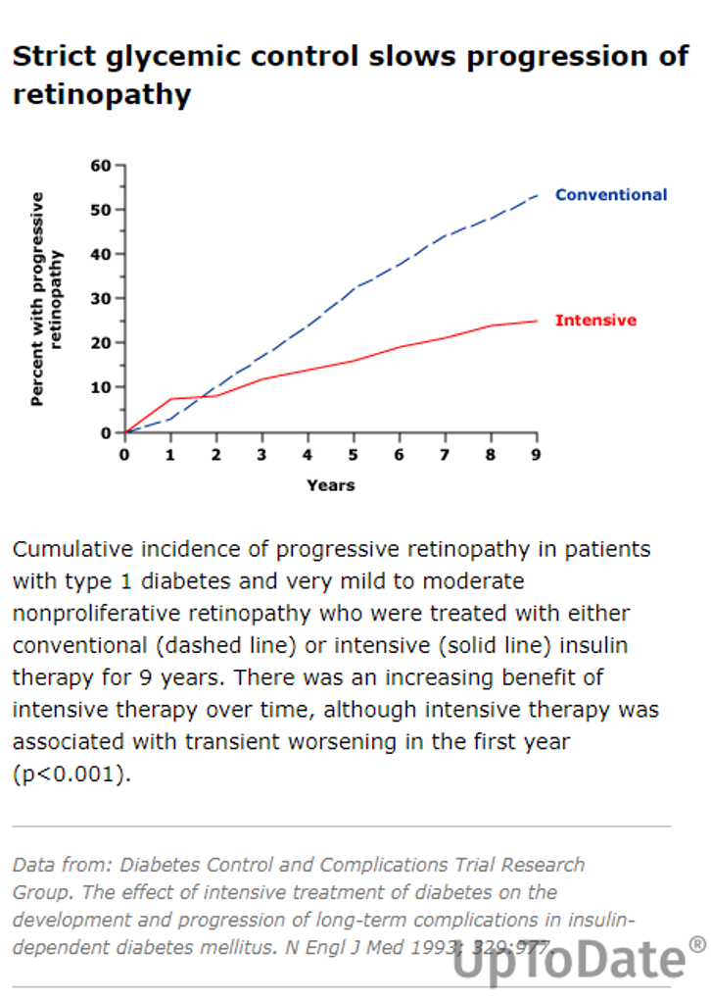 Strict glycemic control slows progression of
retinopathy
Percent with progressive
retinopathy
60
50
40
30
20
10
0
Conventional
Intensive
0 1 2 3 4 5 6 7 8 9
Years
Cumulative incidence of progressive retinopathy in patients
with type 1 diabetes and very mild to moderate
nonproliferative retinopathy who were treated with either
conventional (dashed line) or intensive (solid line) insulin
therapy for 9 years. There was an increasing benefit of
intensive therapy over time, although intensive therapy was
associated with transient worsening in the first year
(p<0.001).
Data from: Diabetes Control and Complications Trial Research
Group. The effect of intensive treatment of diabetes on the
development and progression of long-term complications in insulin-
dependent diabetes mellitus. N Engl J Med 1993; 329:977.
UpToDate®